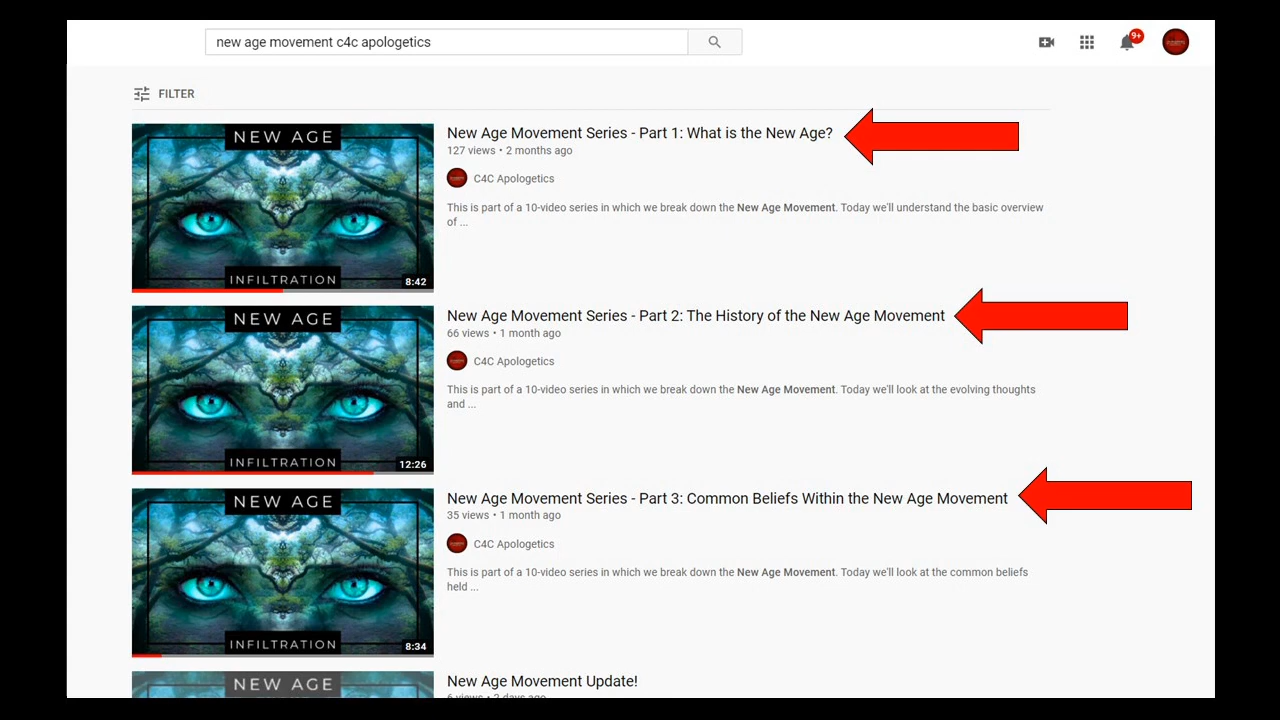 new age movement c4c apologetics
9+
FILTER
NEW AGE
INFILTRATION
8:42
New Age Movement Series - Part 1: What is the New Age?
127 views • 2 months ago
C4C Apologetics
This is part of a 10-video series in which we break down the New Age Movement. Today we'll understand the basic overview
of ...
NEW AGE
INFILTRATION
12:26
New Age Movement Series - Part 2: The History of the New Age Movement
66 views • 1 month ago
C4C Apologetics
This is part of a 10-video series in which we break down the New Age Movement. Today we'll look at the evolving thoughts
and ...
NEW AGE
INFILTRATION
8:34
New Age Movement Series - Part 3: Common Beliefs Within the New Age Movement
35 views • 1 month ago
C4C Apologetics
This is part of a 10-video series in which we break down the New Age Movement. Today we'll look at the common beliefs
held ...
NEW AGE
New Age Movement Update!
6 views • 2 days ago